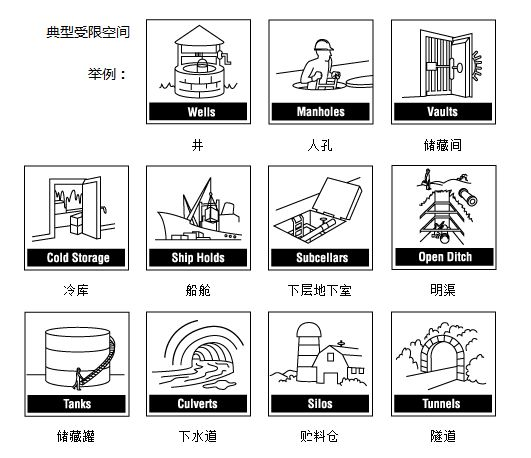 典型受限空间
举例：
Wells
Manholes
Vaults
井
人孔
储藏间
Cold Storage
Ship Holds
Subcellars
Open Ditch
冷库
船舱
下层地下室
明渠
Tanks
Culverts
Silos
Tunnels
储藏罐
下水道
贮料仓
隧道